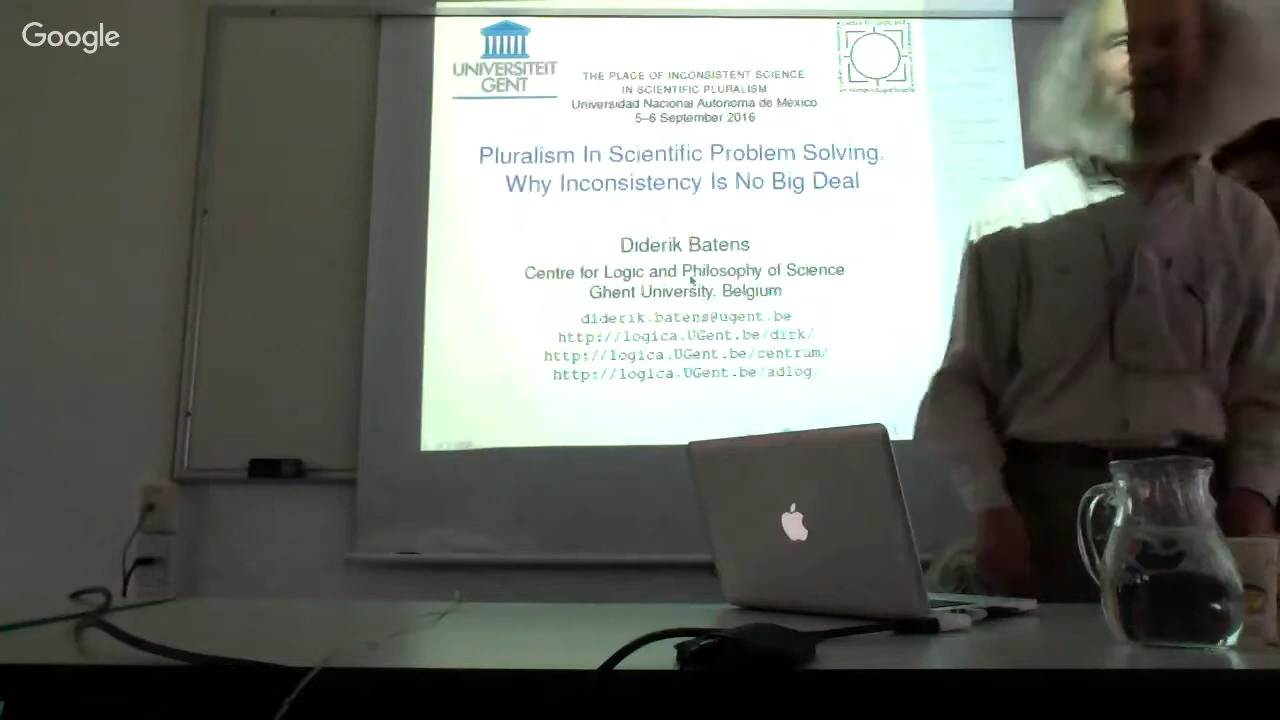 Google
UNIVERSITEIT
GENT
THE PLACE OF INCONSISTENT SCIENCE
IN SCIENTIFIC PLURALISM
Universidad Nacional Autonoma de México
5–6 September 2016
Pluralism In Scientific Problem Solving.
Why Inconsistency Is No Big Deal
Diderik Batens
Centre for Logic and Philosophy of Science
Ghent University, Belgium
diderik.batens@ugent.be
http://logica.UGent.be/dirk/
http://logica.UGent.be/centrum/
http://logica.UGent.be/adlog